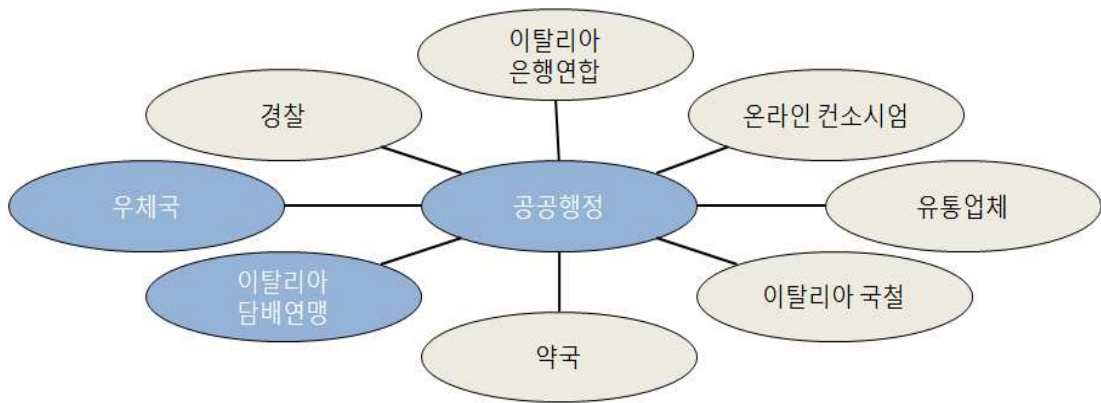 이탈리아
은행연합
경찰
온라인 컨소시엄
우체국
공공행정
유통업체
이탈리아
담배연맹
이탈리아 국철
약국